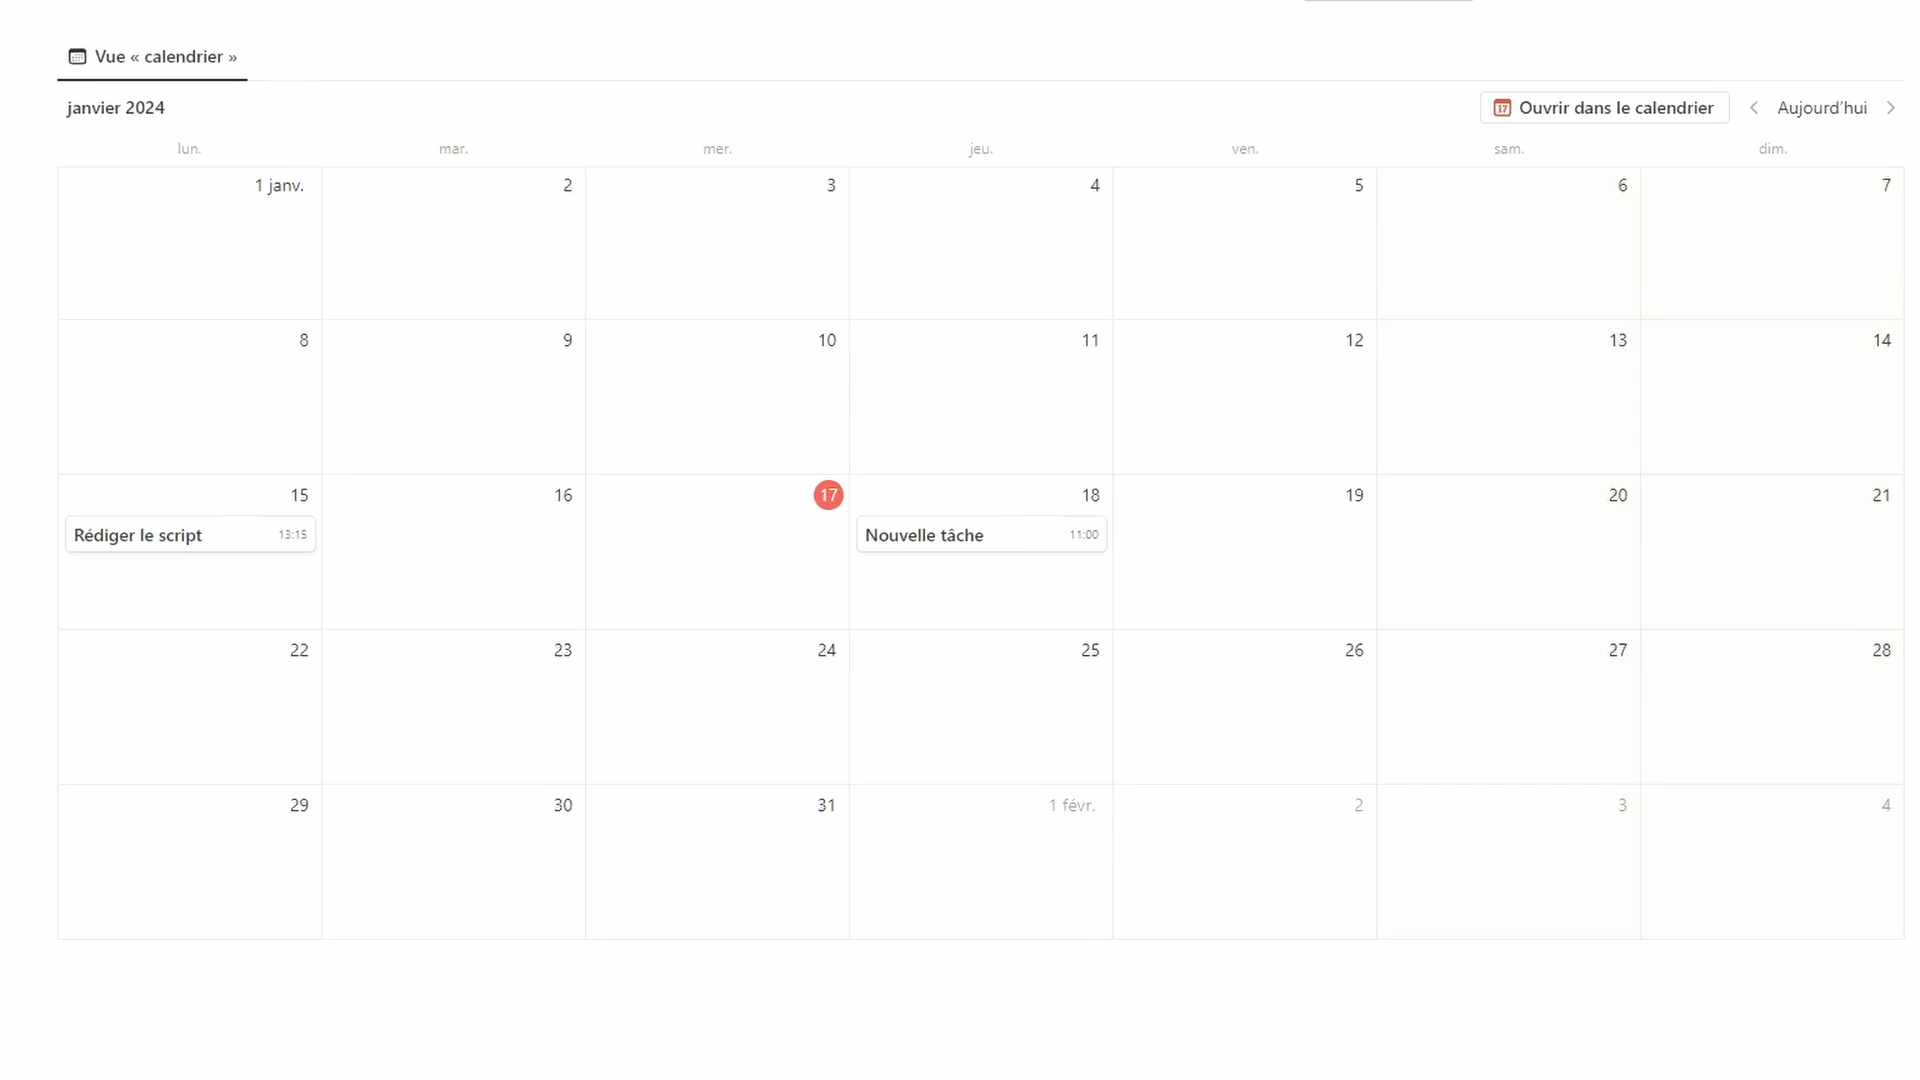 Vue « calendrier »
janvier 2024
17 Ouvrir dans le calendrier Aujourd'hui
lun. mar. mer. jeu. ven. sam. dim.
1 janv. 2 3 4 5 6 7
8 9 10 11 12 13 14
15 16 17 18 19 20 21
Rédiger le script 13:15 Nouvelle tâche 11:00
22 23 24 25 26 27 28
29 30 31 1 févr. 2 3 4